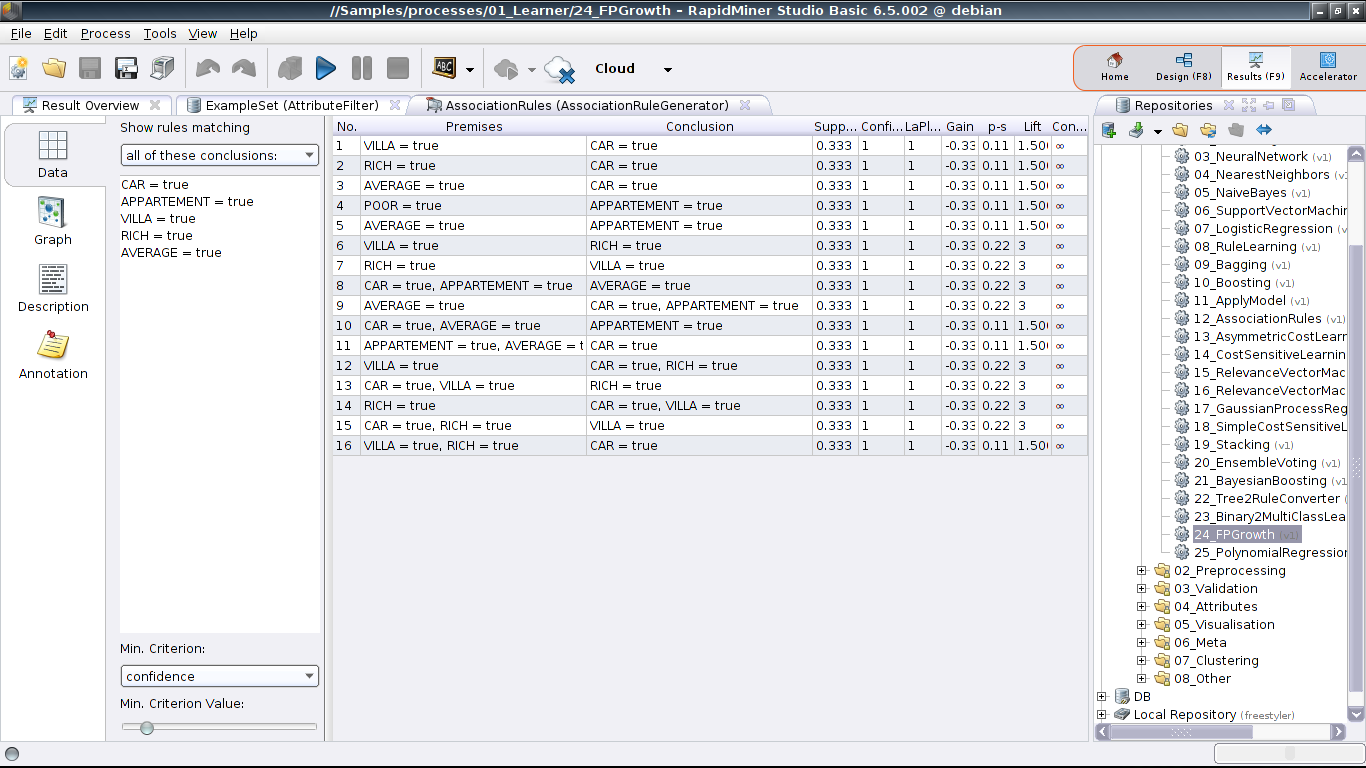 //Samples/processes/01_Learner/24_FPGrowth – RapidMiner Studio Basic 6.5.002 @ debian
File Edit Process Tools View Help
ABC Cloud Home Design (F8) Results (F9) Accelerator
Result Overview ExampleSet (AttributeFilter) AssociationRules (AssociationRuleGenerator) Repositories
Data
Graph
Description
Annotation
Show rules matching
all of these conclusions:
CAR = true
APPARTEMENT = true
VILLA = true
RICH = true
AVERAGE = true
Min. Criterion:
confidence
Min. Criterion Value:
No. Premises Conclusion Supp... Confi... LaPl... Gain p-s Lift Con...
1 VILLA = true CAR = true 0.333 1 1 -0.33 0.11 1.50 ∞
2 RICH = true CAR = true 0.333 1 1 -0.33 0.11 1.50 ∞
3 AVERAGE = true CAR = true 0.333 1 1 -0.33 0.11 1.50 ∞
4 POOR = true APPARTEMENT = true 0.333 1 1 -0.33 0.11 1.50 ∞
5 AVERAGE = true APPARTEMENT = true 0.333 1 1 -0.33 0.11 1.50 ∞
6 VILLA = true RICH = true 0.333 1 1 -0.33 0.22 3 ∞
7 RICH = true VILLA = true 0.333 1 1 -0.33 0.22 3 ∞
8 CAR = true, APPARTEMENT = true AVERAGE = true 0.333 1 1 -0.33 0.22 3 ∞
9 AVERAGE = true CAR = true, APPARTEMENT = true 0.333 1 1 -0.33 0.22 3 ∞
10 CAR = true, AVERAGE = true APPARTEMENT = true 0.333 1 1 -0.33 0.11 1.50 ∞
11 APPARTEMENT = true, AVERAGE = t CAR = true 0.333 1 1 -0.33 0.11 1.50 ∞
12 VILLA = true CAR = true, RICH = true 0.333 1 1 -0.33 0.22 3 ∞
13 CAR = true, VILLA = true RICH = true 0.333 1 1 -0.33 0.22 3 ∞
14 RICH = true CAR = true, VILLA = true 0.333 1 1 -0.33 0.22 3 ∞
15 CAR = true, RICH = true VILLA = true 0.333 1 1 -0.33 0.22 3 ∞
16 VILLA = true, RICH = true CAR = true 0.333 1 1 -0.33 0.11 1.50 ∞
03_NeuralNetwork (v1)
04_NearestNeighbors (v
05_NaiveBayes (v1)
06_SupportVectorMachin
07_LogisticRegression (v
08_RuleLearning (v1)
09_Bagging (v1)
10_Boosting (v1)
11_ApplyModel (v1)
12_AssociationRules (v1)
13_AsymmetricCostLearn
14_CostSensitiveLearnin
15_RelevanceVectorMac
16_RelevanceVectorMac
17_GaussianProcessReg
18_SimpleCostSensitiveL
19_Stacking (v1)
20_EnsembleVoting (v1)
21_BayesianBoosting (v1
22_Tree2RuleConverter (
23_Binary2MultiClassLea
24_FPGrowth (v1)
25_PolynomialRegression
02_Preprocessing
03_Validation
04_Attributes
05_Visualisation
06_Meta
07_Clustering
08_Other
DB
Local Repository (freestyler)